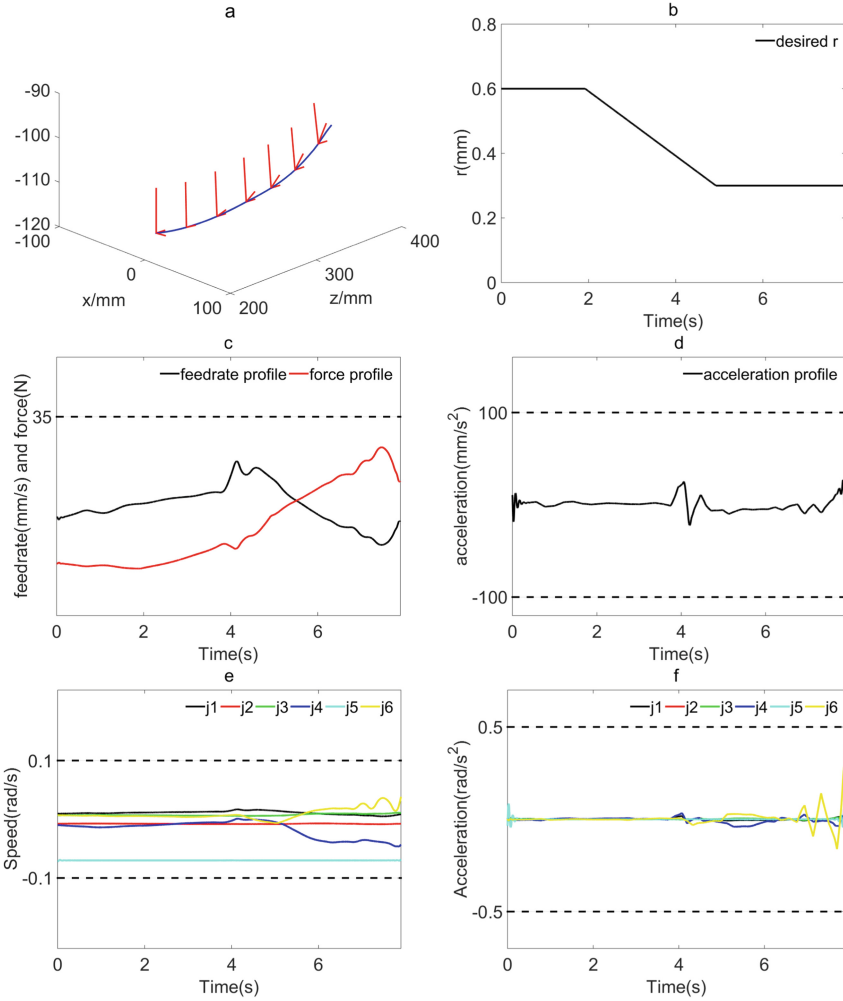 a
-90
-100
-110
-120
-100
0
100
200
300
400
x/mm
z/mm
b
desired r
0.8
0.6
0.4
0.2
0
r(mm)
0 2 4 6
Time(s)
c
feedrate profile force profile
35
feedrate(mm/s) and force(N)
0 2 4 6
Time(s)
d
acceleration profile
100
-100
acceleration(mm/s²)
0 2 4 6
Time(s)
e
j1 j2 j3 j4 j5 j6
0.1
-0.1
Speed(rad/s)
0 2 4 6
Time(s)
f
j1 j2 j3 j4 j5 j6
0.5
-0.5
Acceleration(rad/s²)
0 2 4 6
Time(s)